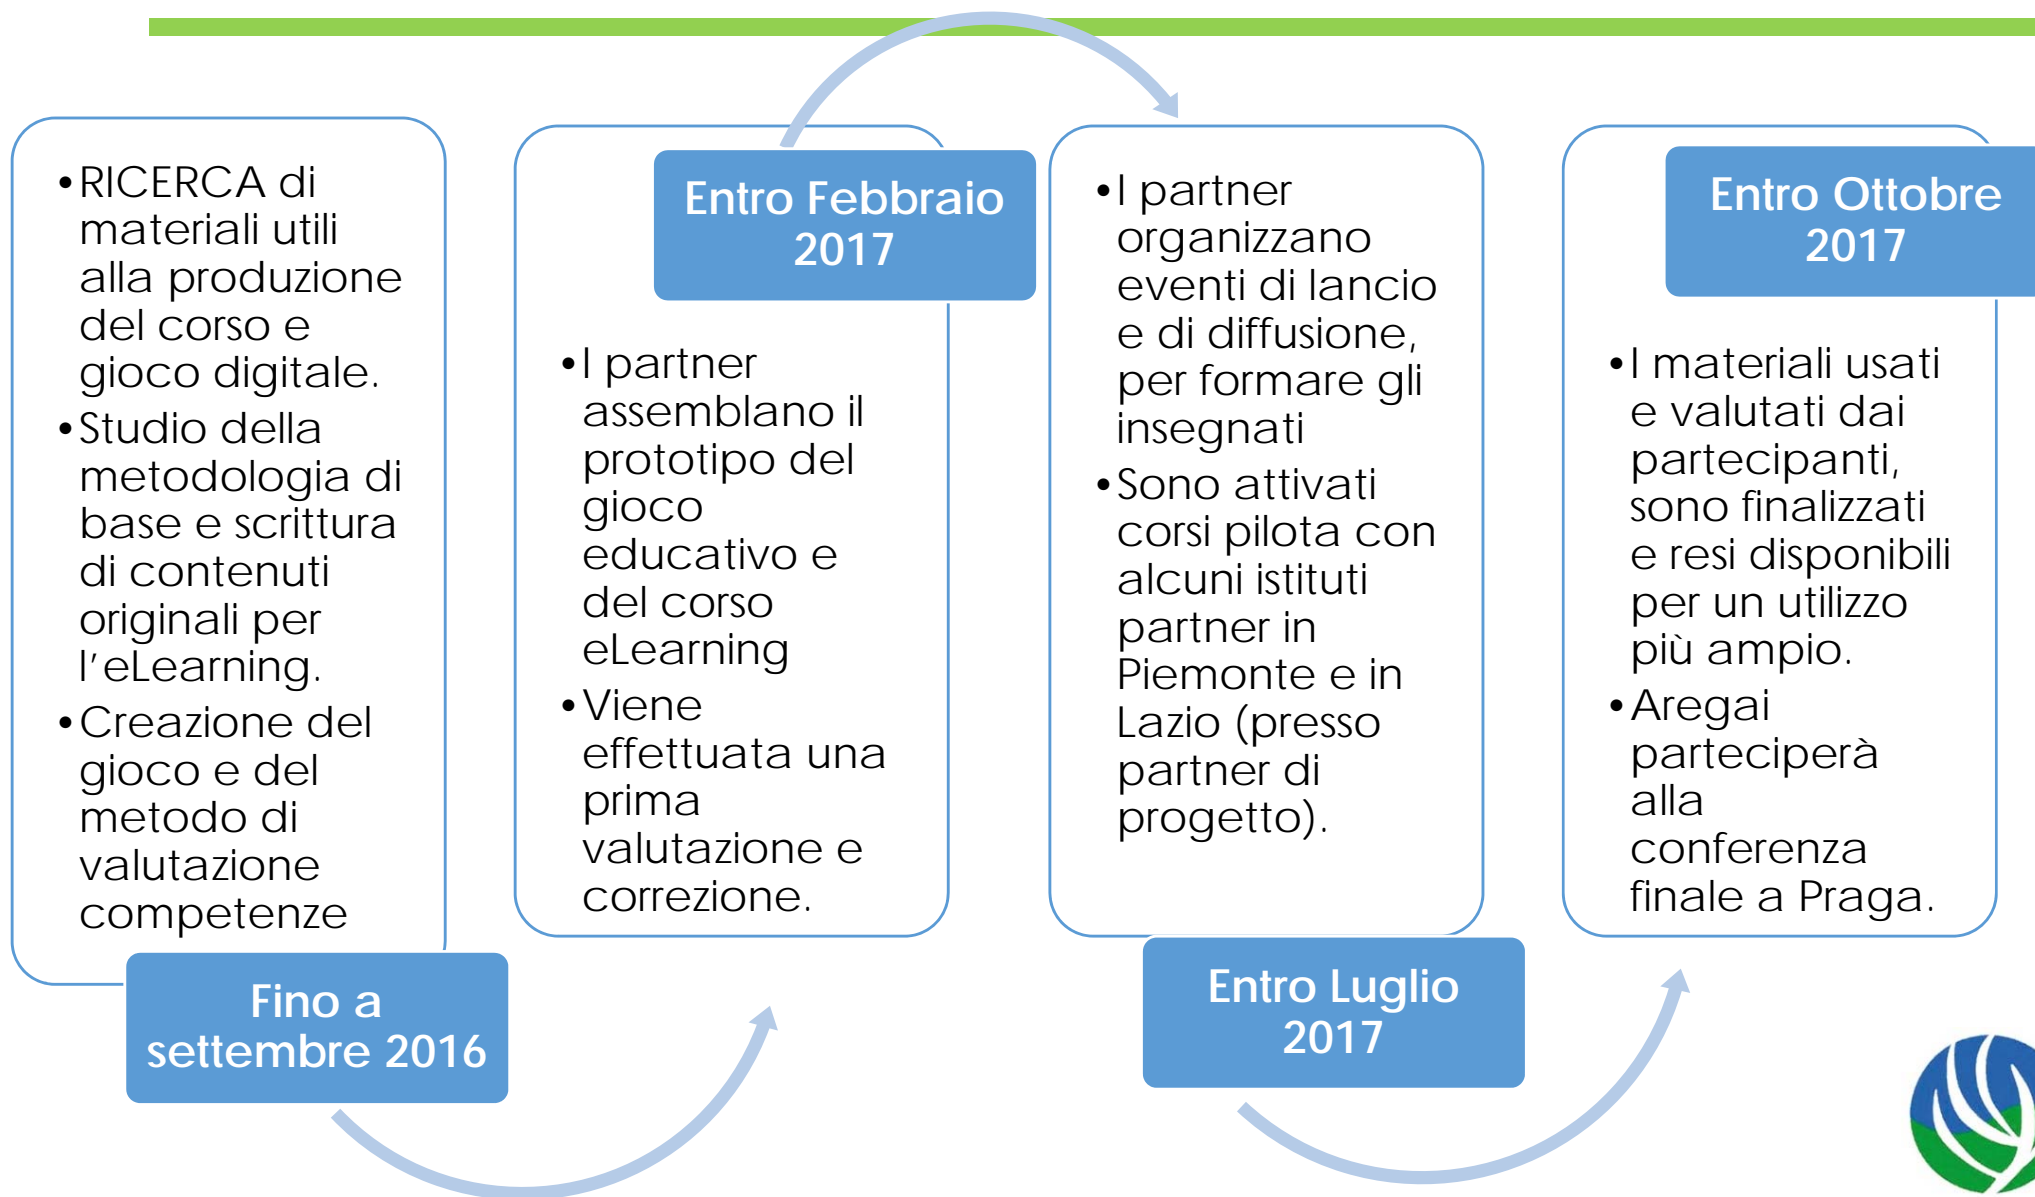 •RICERCA di
materiali utili
alla produzione
del corso e
gioco digitale.
•Studio della
metodologia di
base e scrittura
di contenuti
originali per
l'eLearning.
•Creazione del
gioco e del
metodo di
valutazione
competenze
Fino a
settembre 2016
Entro Febbraio
2017
•I partner
assemblano il
prototipo del
gioco
educativo e
del corso
eLearning
•Viene
effettuata una
prima
valutazione e
correzione.
•I partner
organizzano
eventi di lancio
e di diffusione,
per formare gli
insegnati
•Sono attivati
corsi pilota con
alcuni istituti
partner in
Piemonte e in
Lazio (presso
partner di
progetto).
Entro Luglio
2017
Entro Ottobre
2017
•I materiali usati
e valutati dai
partecipanti,
sono finalizzati
e resi disponibili
per un utilizzo
più ampio.
•Aregai
parteciperà
alla
conferenza
finale a Praga.